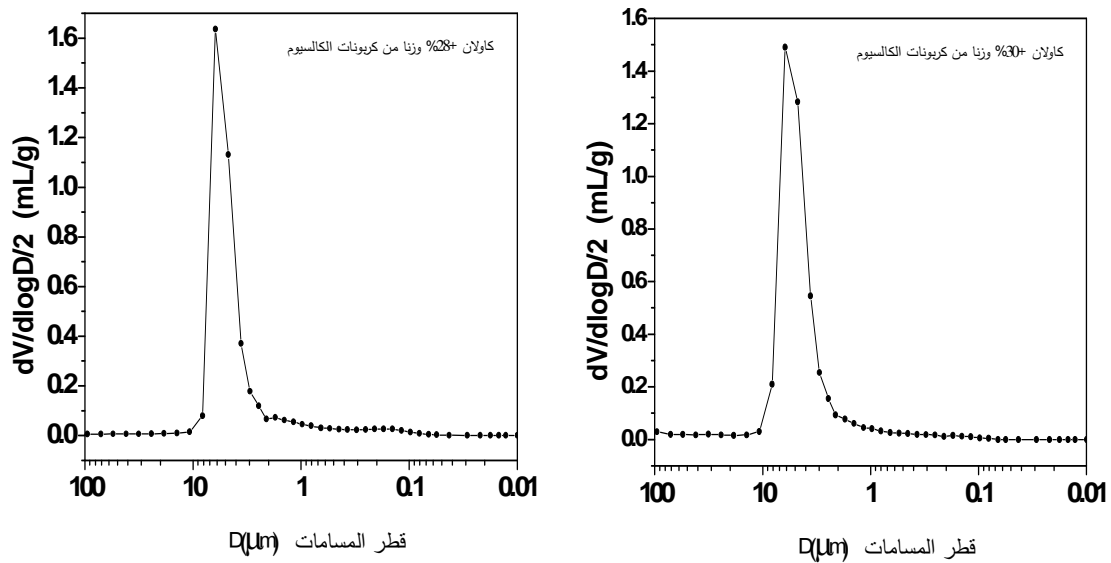 كاولان +28% وزنا من كربونات الكالسيوم
dV/dlogD/2 (mL/g)
1.6
1.4
1.2
1.0
0.8
0.6
0.4
0.2
0.0
100 10 1 0.1 0.01
قطر المسامات D(µm)
كاولان +30% وزنا من كربونات الكالسيوم
dV/dlogD/2 (mL/g)
1.6
1.4
1.2
1.0
0.8
0.6
0.4
0.2
0.0
100 10 1 0.1 0.01
قطر المسامات D(µm)